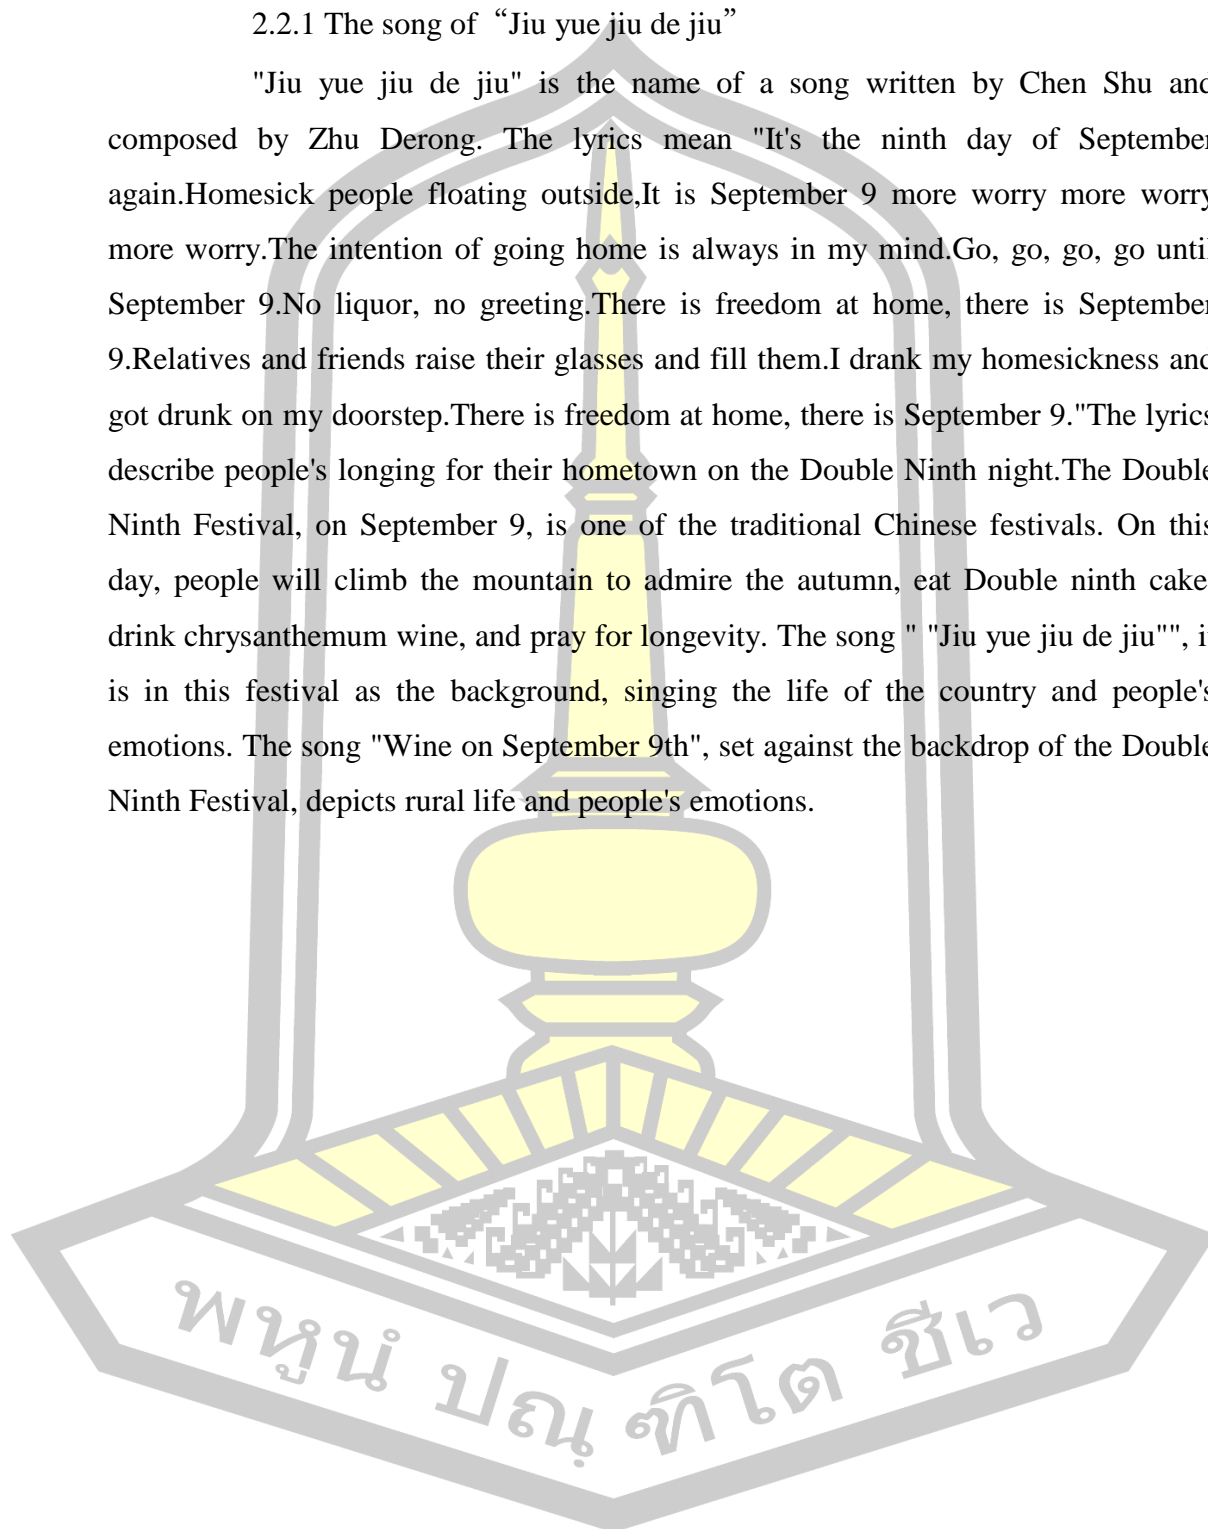 2.2.1 The song of “Jiu yue jiu de jiu”
"Jiu yue jiu de jiu" is the name of a song written by Chen Shu and
composed by Zhu Derong. The lyrics mean "It's the ninth day of September
again.Homesick people floating outside,It is September 9 more worry more worry
more worry.The intention of going home is always in my mind.Go, go, go, go until
September 9.No liquor, no greeting.There is freedom at home, there is September
9.Relatives and friends raise their glasses and fill them.I drank my homesickness and
got drunk on my doorstep.There is freedom at home, there is September 9."The lyrics
describe people's longing for their hometown on the Double Ninth night.The Double
Ninth Festival, on September 9, is one of the traditional Chinese festivals. On this
day, people will climb the mountain to admire the autumn, eat Double ninth cake,
drink chrysanthemum wine, and pray for longevity. The song " "Jiu yue jiu de jiu"", it
is in this festival as the background, singing the life of the country and people's
emotions. The song "Wine on September 9th", set against the backdrop of the Double
Ninth Festival, depicts rural life and people's emotions.
พหูนํ ปณฺฑิโต ชีเว